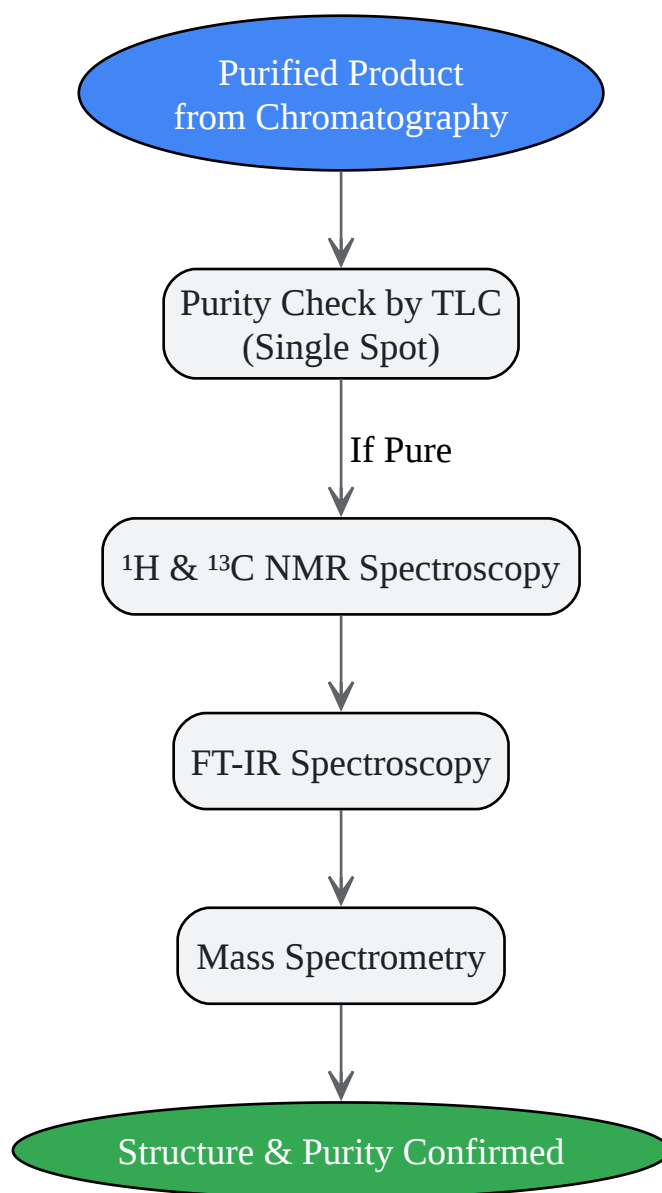 Purified Product
from Chromatography
Purity Check by TLC
(Single Spot)
If Pure
¹H & ¹³C NMR Spectroscopy
FT-IR Spectroscopy
Mass Spectrometry
Structure & Purity Confirmed